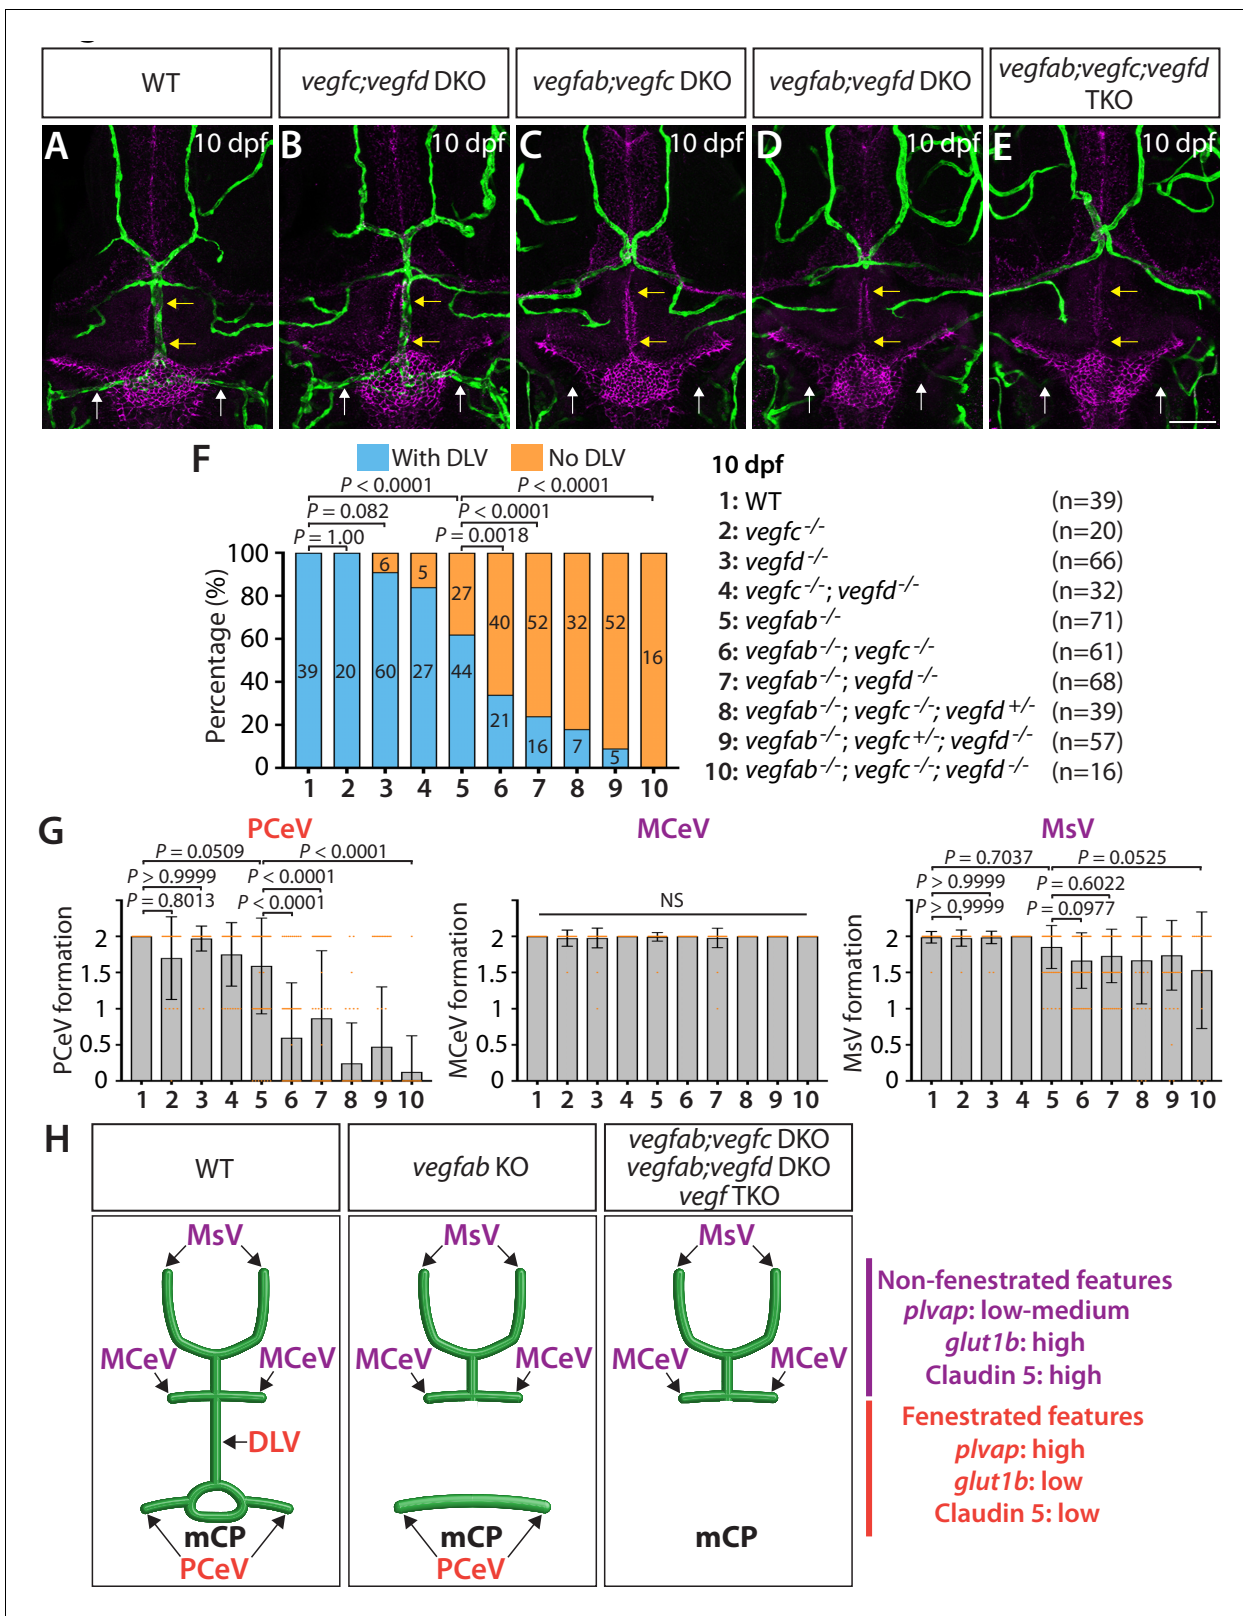 WT
vegfc;vegfd DKO
vegfab;vegfc DKO
vegfab;vegfd DKO
vegfab;vegfc;vegfd
TKO
A 10 dpf
B 10 dpf
C 10 dpf
D 10 dpf
E 10 dpf
F
With DLV No DLV
P < 0.0001 P < 0.0001
P = 0.082 P < 0.0001
P = 1.00 P = 0.0018
Percentage (%)
100
80
60
40
20
0
39 20 60 27 44 21 16 7 5
6 5 27 40 52 32 52 16
1 2 3 4 5 6 7 8 9 10
10 dpf
1: WT (n=39)
2: vegfc-/- (n=20)
3: vegfd-/- (n=66)
4: vegfc-/-; vegfd-/- (n=32)
5: vegfab-/- (n=71)
6: vegfab-/-; vegfc-/- (n=61)
7: vegfab-/-; vegfd-/- (n=68)
8: vegfab-/-; vegfc-/-; vegfd+/- (n=39)
9: vegfab-/-; vegfc+/-; vegfd-/- (n=57)
10: vegfab-/-; vegfc-/-; vegfd-/- (n=16)
G
PCeV
P = 0.0509 P < 0.0001
P > 0.9999 P < 0.0001
P = 0.8013 P < 0.0001
PCeV formation
2
1.5
1
0.5
0
1 2 3 4 5 6 7 8 9 10
MCeV
NS
MCeV formation
2
1.5
1
0.5
0
1 2 3 4 5 6 7 8 9 10
MsV
P = 0.7037 P = 0.0525
P > 0.9999 P = 0.6022
P > 0.9999 P = 0.0977
MsV formation
2
1.5
1
0.5
0
1 2 3 4 5 6 7 8 9 10
H
WT
vegfab KO
vegfab;vegfc DKO
vegfab;vegfd DKO
vegf TKO
MsV
MCeV MCeV
DLV
mCP
PCeV
MsV
MCeV MCeV
mCP
PCeV
MsV
MCeV MCeV
mCP
Non-fenestrated features
plvap: low-medium
glut1b: high
Claudin 5: high
Fenestrated features
plvap: high
glut1b: low
Claudin 5: low